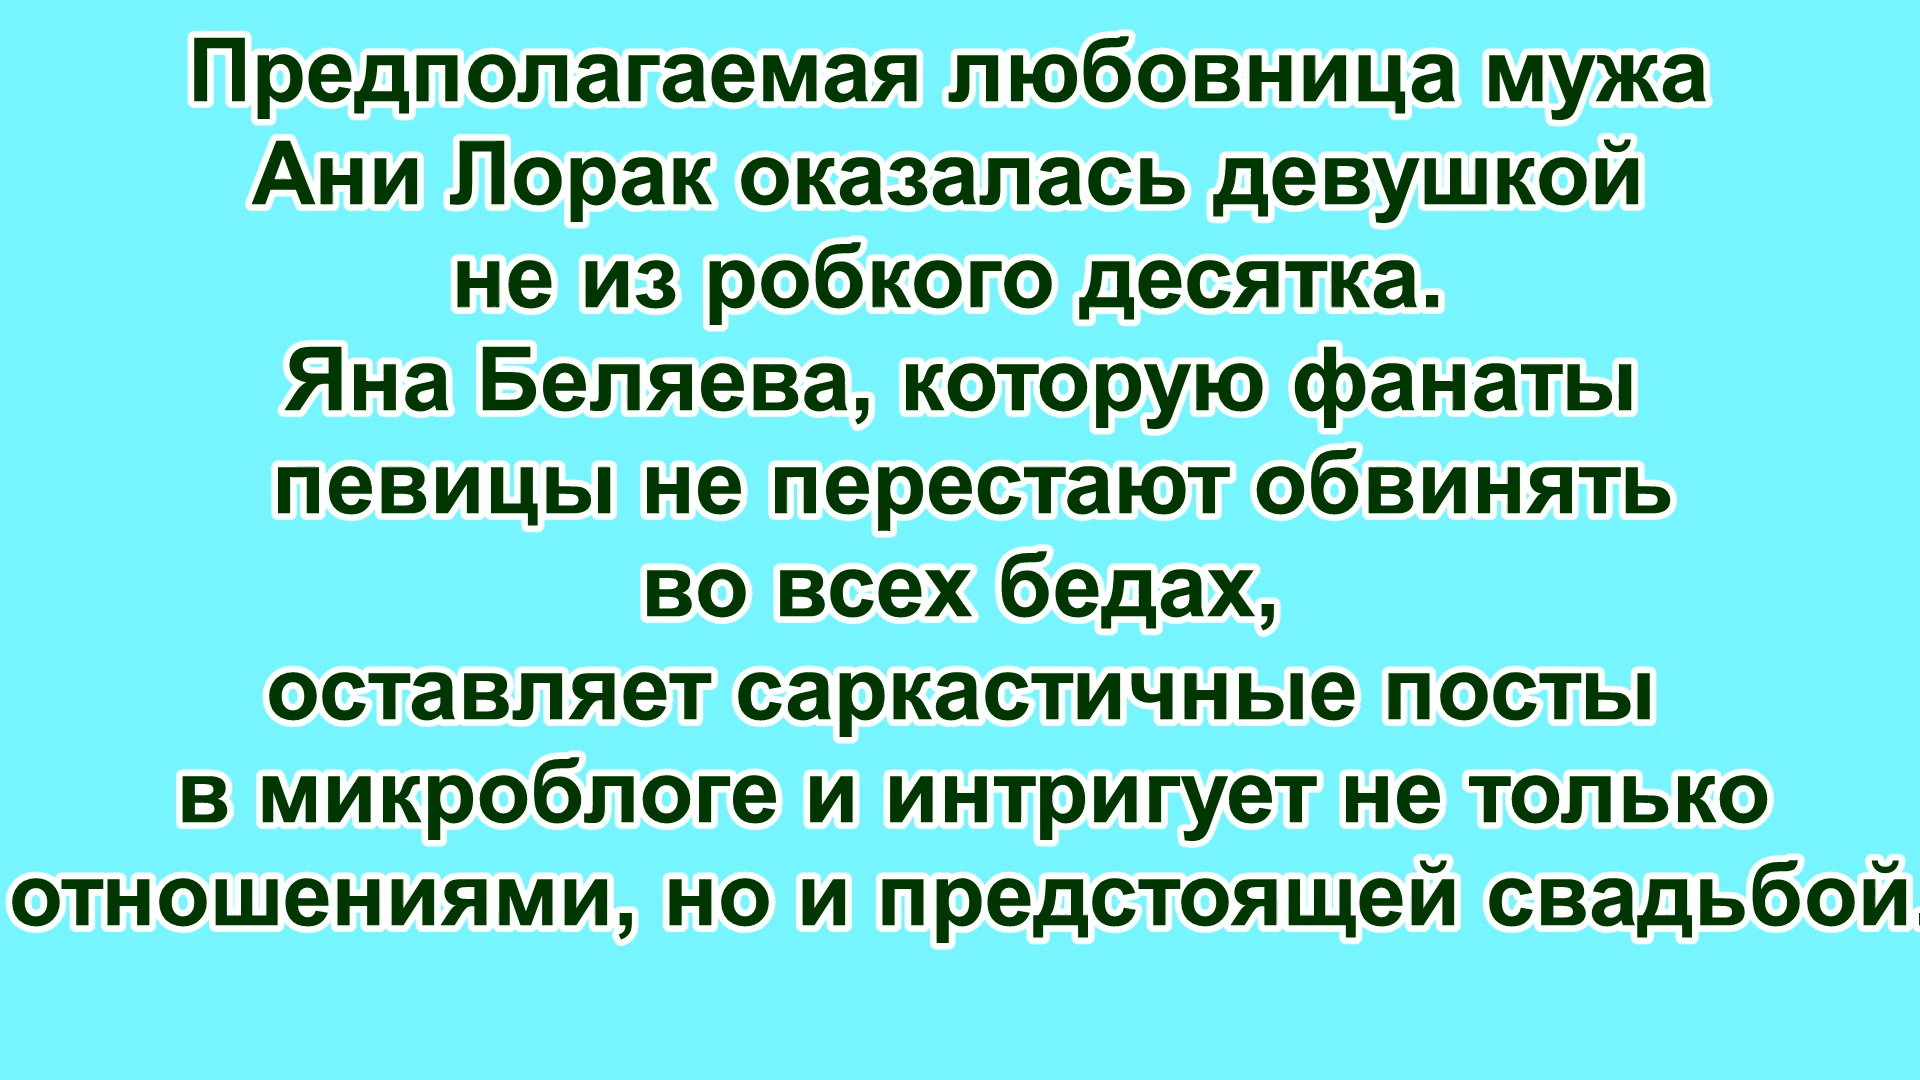 Предполагаемая любовница мужа
Ани Лорак оказалась девушкой
не из робкого десятка.
Яна Беляева, которую фанаты
певицы не перестают обвинять
во всех бедах,
оставляет саркастичные посты
в микроблоге и интригует не только
отношениями, но и предстоящей свадьбой.